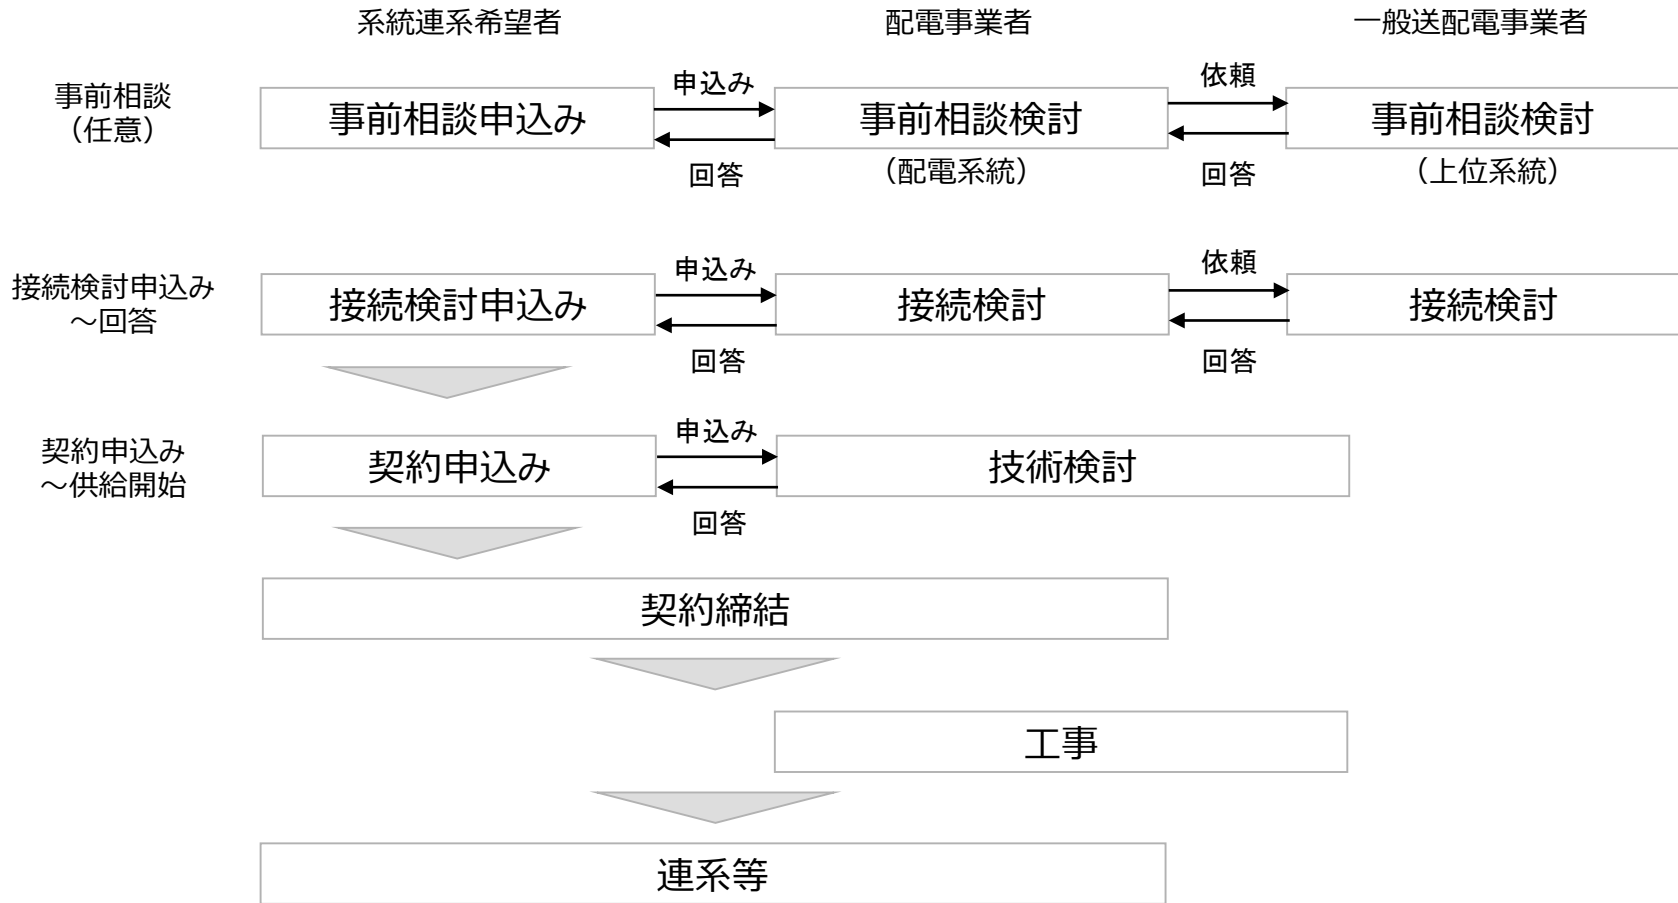 系統連系希望者
配電事業者
一般送配電事業者
事前相談
（任意）
事前相談申込み
申込み
回答
事前相談検討
（配電系統）
依頼
回答
事前相談検討
（上位系統）
接続検討申込み
～回答
接続検討申込み
申込み
回答
接続検討
依頼
回答
接続検討
契約申込み
～供給開始
契約申込み
申込み
回答
技術検討
契約締結
工事
連系等